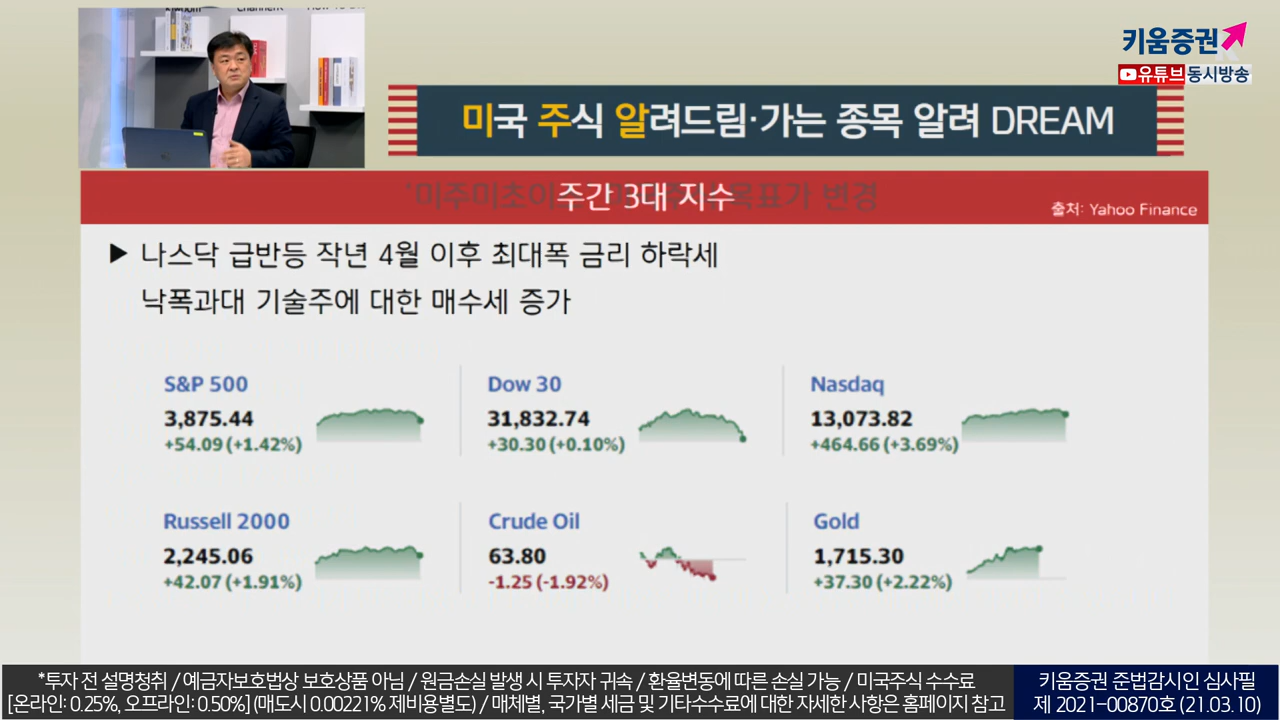 키움증권
유튜브 동시방송
미국 주식 알려드림·가는 종목 알려 DREAM
주간 3대 지수
출처: Yahoo Finance
▶ 나스닥 급반등 작년 4월 이후 최대폭 금리 하락세
낙폭과대 기술주에 대한 매수세 증가
S&P 500
3,875.44
+54.09 (+1.42%)
Dow 30
31,832.74
+30.30 (+0.10%)
Nasdaq
13,073.82
+464.66 (+3.69%)
Russell 2000
2,245.06
+42.07 (+1.91%)
Crude Oil
63.80
-1.25 (-1.92%)
Gold
1,715.30
+37.30 (+2.22%)
*투자 전 설명청취 / 예금자보호법상 보호상품 아님 / 원금손실 발생 시 투자자 귀속 / 환율변동에 따른 손실 가능 / 미국주식 수수료
[온라인: 0.25%, 오프라인: 0.50%] (매도시 0.00221% 제비용별도) / 매체별, 국가별 세금 및 기타수수료에 대한 자세한 사항은 홈페이지 참고
키움증권 준법감시인 심사필
제 2021-00870호 (21.03.10)